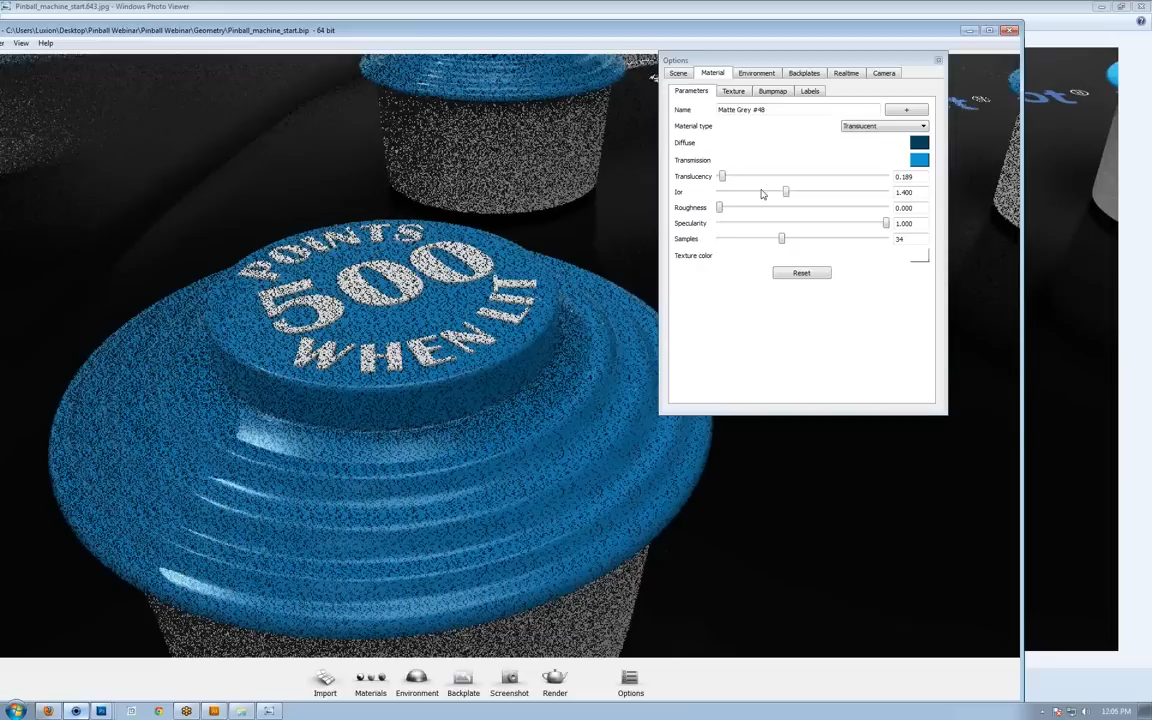 Pinball_machine_start.643.jpg - Windows Photo Viewer
- C:\Users\Luxion\Desktop\Pinball Webinar\Pinball Webinar\Geometry\Pinball_machine_start.bip - 64 bit
View Help
Options
Scene Material Environment Backplates Realtime Camera
Parameters Texture Bumpmap Labels
Name Matte Grey #48 +
Material type Translucent
Diffuse
Transmission
Translucency 0.189
Ior 1.400
Roughness 0.000
Specularity 1.000
Samples 34
Texture color
Reset
POINTS
500
WHEN LIT
Import Materials Environment Backplate Screenshot Render Options
12:05 PM